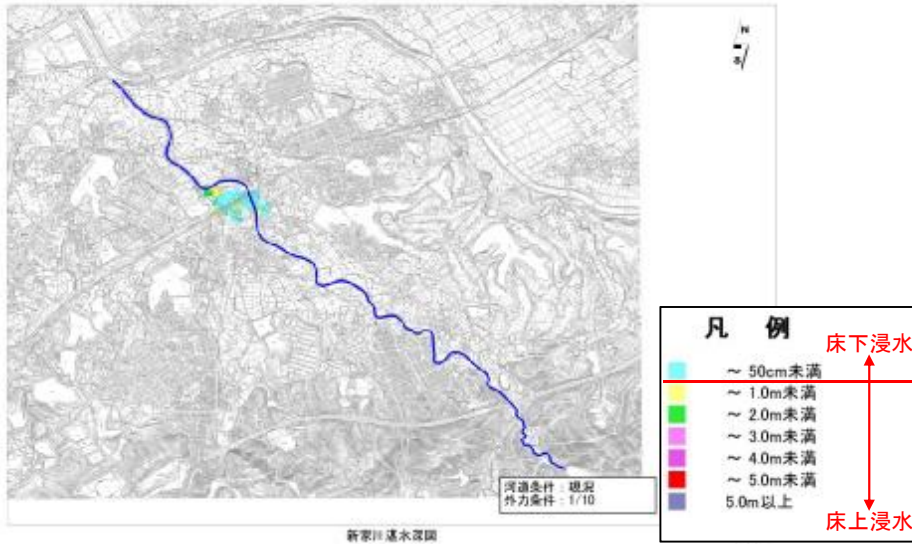 N
S
凡 例
床下浸水
～ 50cm未満
～ 1.0m未満
～ 2.0m未満
～ 3.0m未満
～ 4.0m未満
～ 5.0m未満
5.0m以上
床上浸水
河道条件：現況
外力条件：1/10
新家川湛水深図